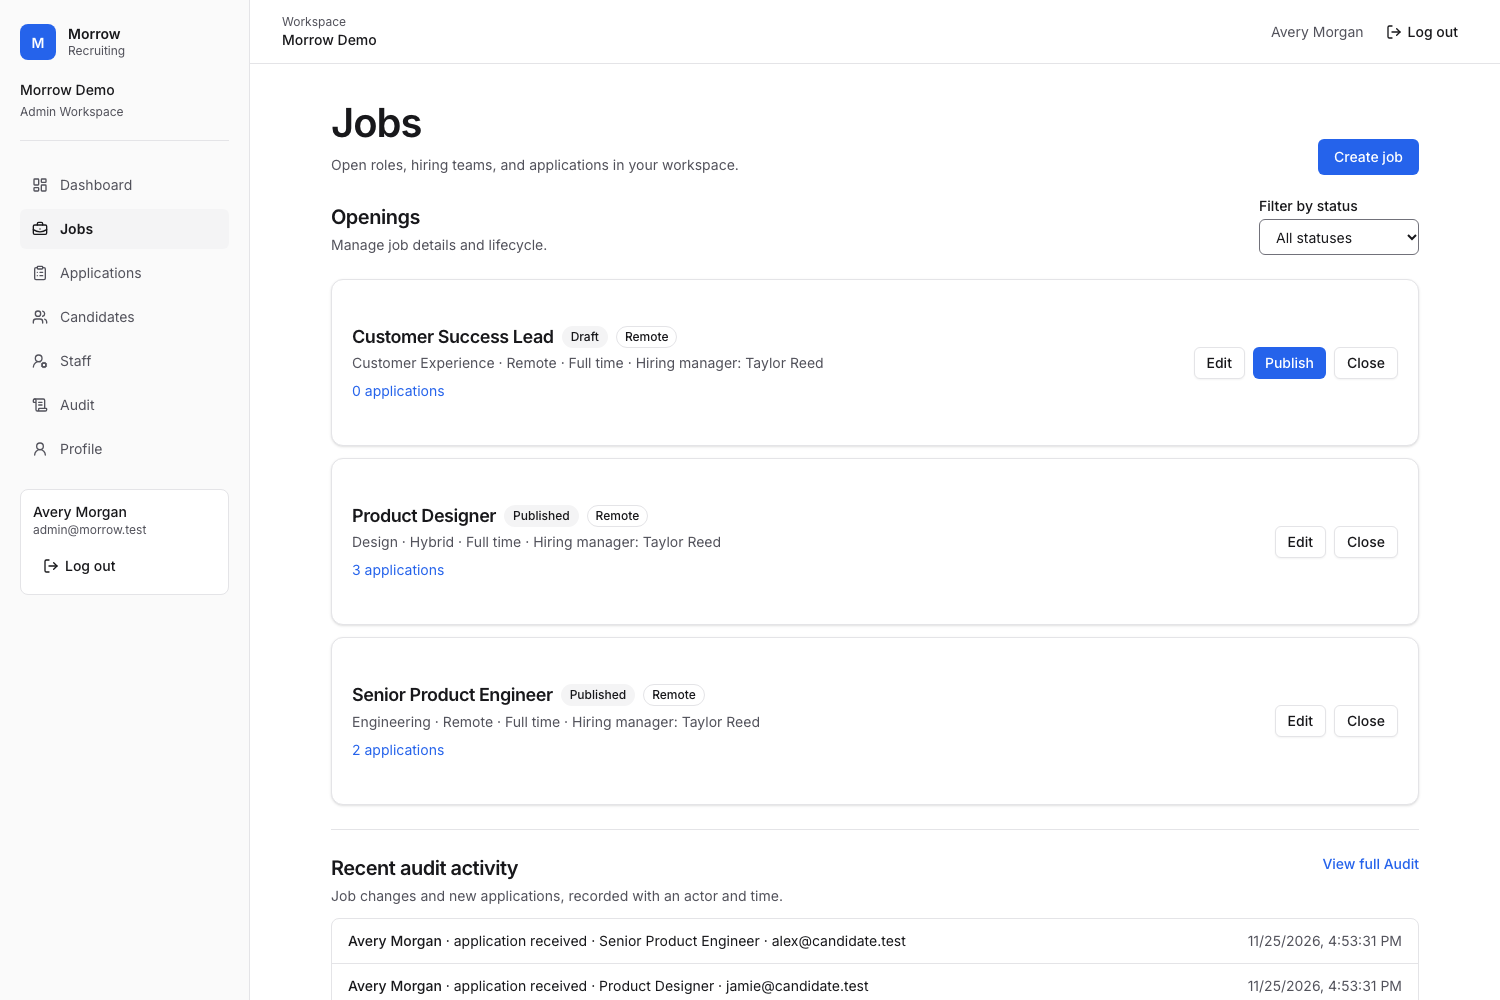 M
Morrow
Recruiting
Morrow Demo
Admin Workspace
Dashboard
Jobs
Applications
Candidates
Staff
Audit
Profile
Avery Morgan
admin@morrow.test
Log out
Workspace
Morrow Demo
Avery Morgan
Log out
Jobs
Open roles, hiring teams, and applications in your workspace.
Create job
Openings
Manage job details and lifecycle.
Filter by status
All statuses
Customer Success Lead Draft Remote
Customer Experience · Remote · Full time · Hiring manager: Taylor Reed
0 applications
Edit Publish Close
Product Designer Published Remote
Design · Hybrid · Full time · Hiring manager: Taylor Reed
3 applications
Edit Close
Senior Product Engineer Published Remote
Engineering · Remote · Full time · Hiring manager: Taylor Reed
2 applications
Edit Close
Recent audit activity
View full Audit
Job changes and new applications, recorded with an actor and time.
Avery Morgan · application received · Senior Product Engineer · alex@candidate.test 11/25/2026, 4:53:31 PM
Avery Morgan · application received · Product Designer · jamie@candidate.test 11/25/2026, 4:53:31 PM